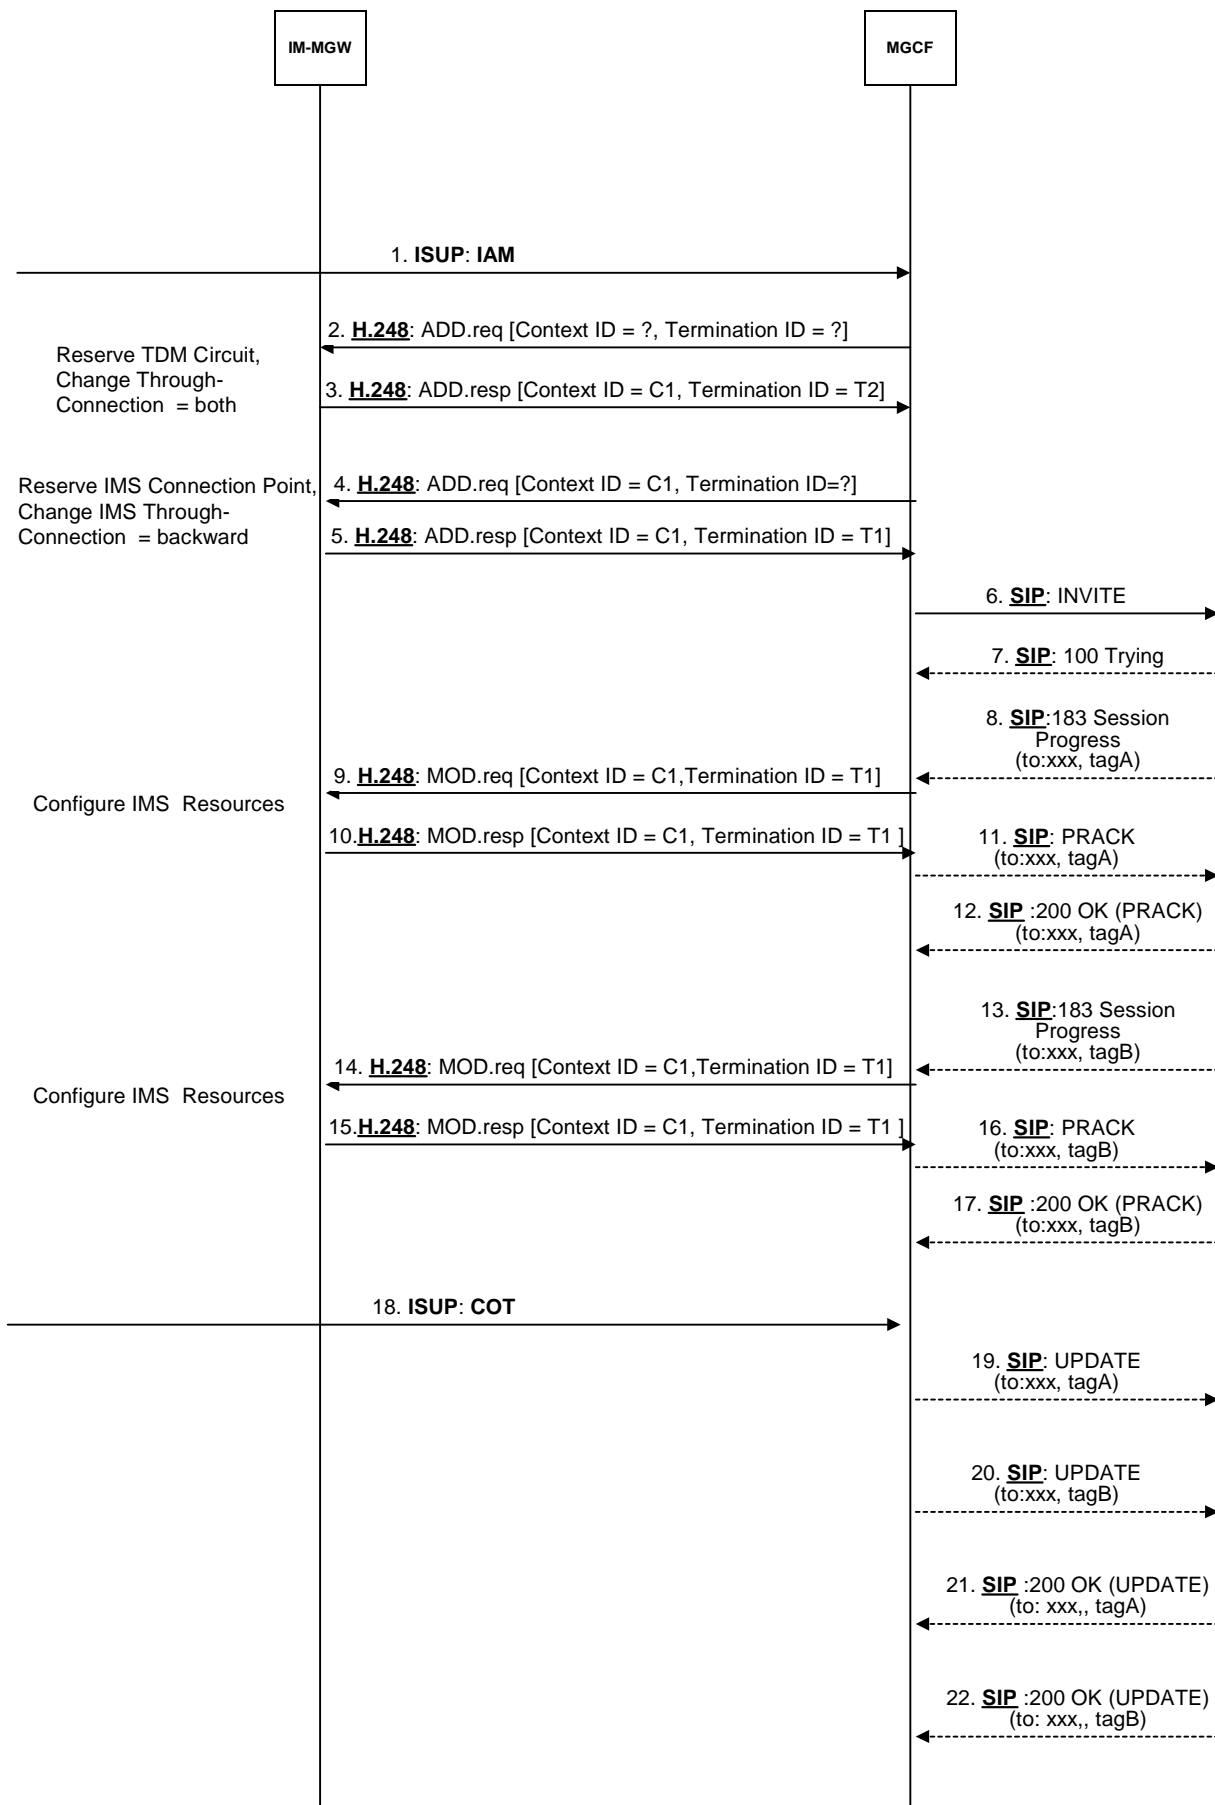 IM-MGW
MGCF
1. ISUP: IAM
2. H.248: ADD.req [Context ID = ?, Termination ID = ?]
Reserve TDM Circuit,
Change Through-
Connection = both
3. H.248: ADD.resp [Context ID = C1, Termination ID = T2]
Reserve IMS Connection Point,
Change IMS Through-
Connection = backward
4. H.248: ADD.req [Context ID = C1, Termination ID=?]
5. H.248: ADD.resp [Context ID = C1, Termination ID = T1]
6. SIP: INVITE
7. SIP: 100 Trying
8. SIP:183 Session
Progress
(to:xxx, tagA)
9. H.248: MOD.req [Context ID = C1,Termination ID = T1]
Configure IMS Resources
10.H.248: MOD.resp [Context ID = C1, Termination ID = T1 ]
11. SIP: PRACK
(to:xxx, tagA)
12. SIP :200 OK (PRACK)
(to:xxx, tagA)
13. SIP:183 Session
Progress
(to:xxx, tagB)
14. H.248: MOD.req [Context ID = C1,Termination ID = T1]
Configure IMS Resources
15.H.248: MOD.resp [Context ID = C1, Termination ID = T1 ]
16. SIP: PRACK
(to:xxx, tagB)
17. SIP :200 OK (PRACK)
(to:xxx, tagB)
18. ISUP: COT
19. SIP: UPDATE
(to:xxx, tagA)
20. SIP: UPDATE
(to:xxx, tagB)
21. SIP :200 OK (UPDATE)
(to: xxx,, tagA)
22. SIP :200 OK (UPDATE)
(to: xxx,, tagB)